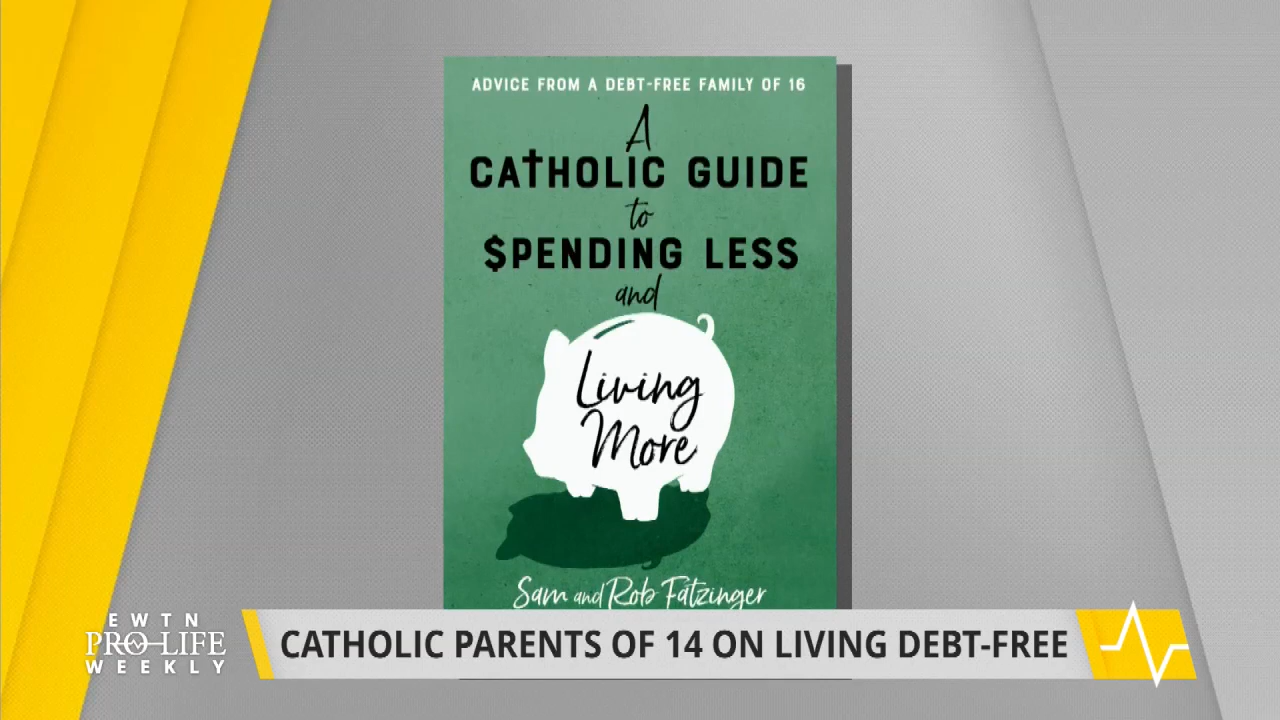 ADVICE FROM A DEBT-FREE FAMILY OF 16
A
CATHOLIC GUIDE
to
$PENDING LESS
and
Living
More
Sam and Rob Fatzinger
EWTN
PRO-LIFE
WEEKLY
CATHOLIC PARENTS OF 14 ON LIVING DEBT-FREE